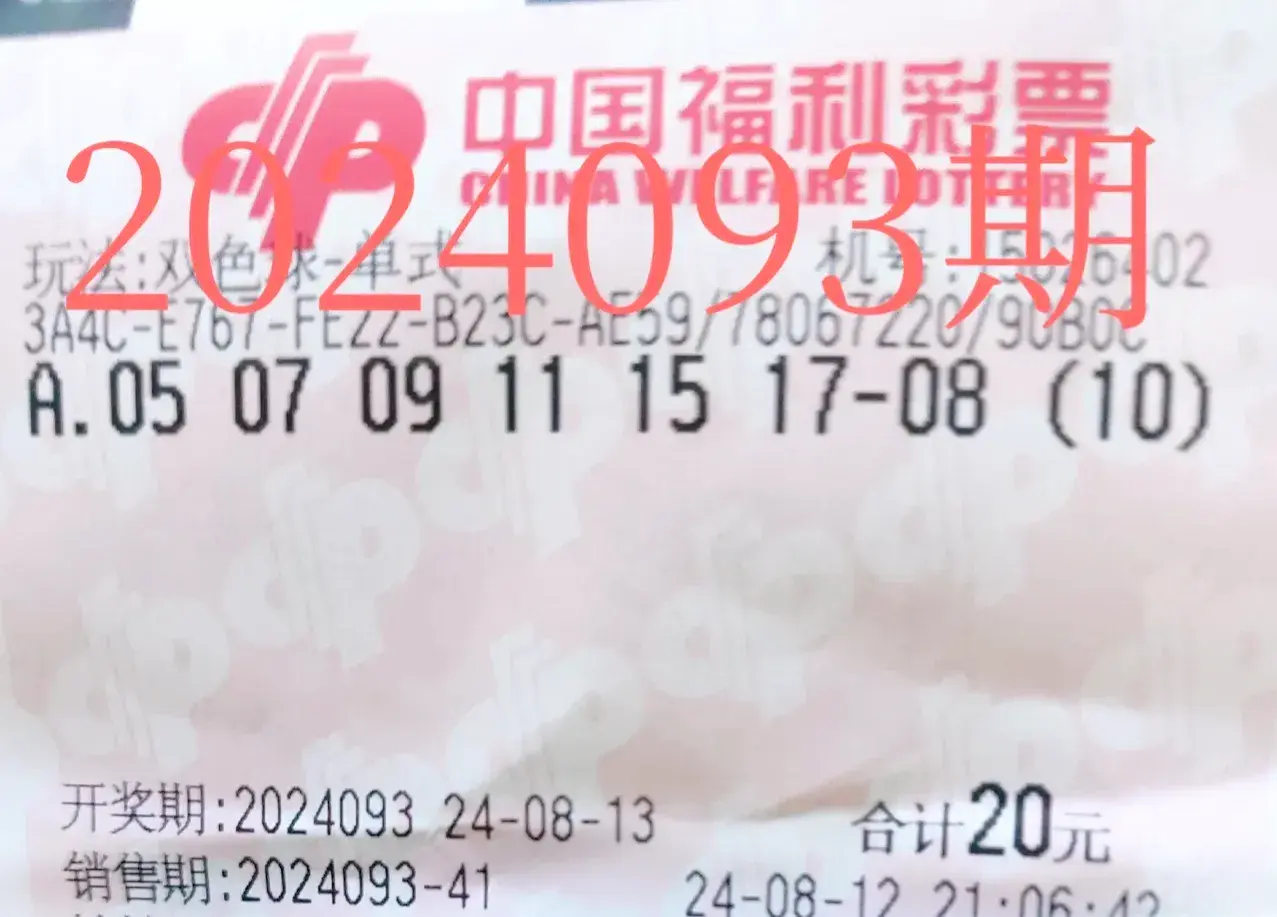 中国福利彩票
CHINA WELFARE LOTTERY
2024093期
玩法:双色球-单式 机号:
3A4C-E767-FE22-B23C-AE59/78067220/90B0C
A.05 07 09 11 15 17-08 (10)
开奖期:2024093 24-08-13 合计20元
销售期:2024093-41 24-08-12 21:06:42